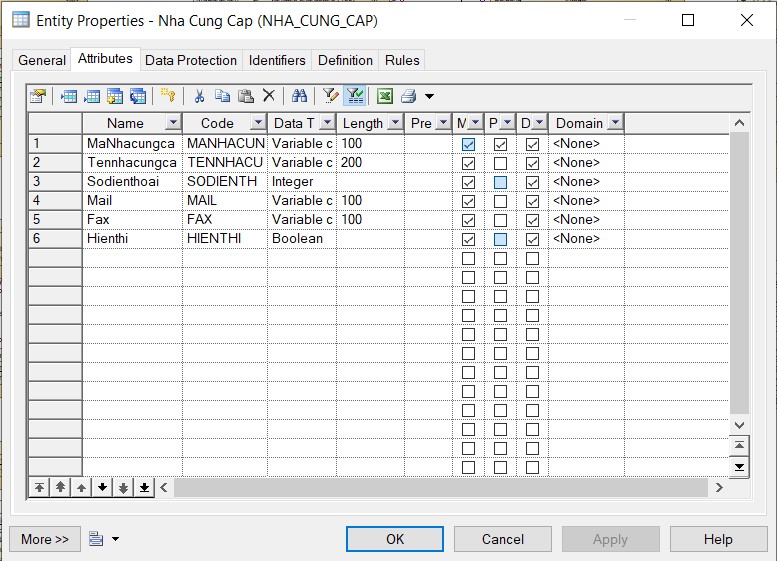 Entity Properties - Nha Cung Cap (NHA_CUNG_CAP)
General Attributes Data Protection Identifiers Definition Rules
Name Code Data T Length Pre M P D Domain
1 MaNhacungca MANHACUN Variable c 100 <None>
2 Tennhacungca TENNHACU Variable c 200 <None>
3 Sodienthoai SODIENTH Integer <None>
4 Mail MAIL Variable c 100 <None>
5 Fax FAX Variable c 100 <None>
6 Hienthi HIENTHI Boolean <None>
More >> OK Cancel Apply Help